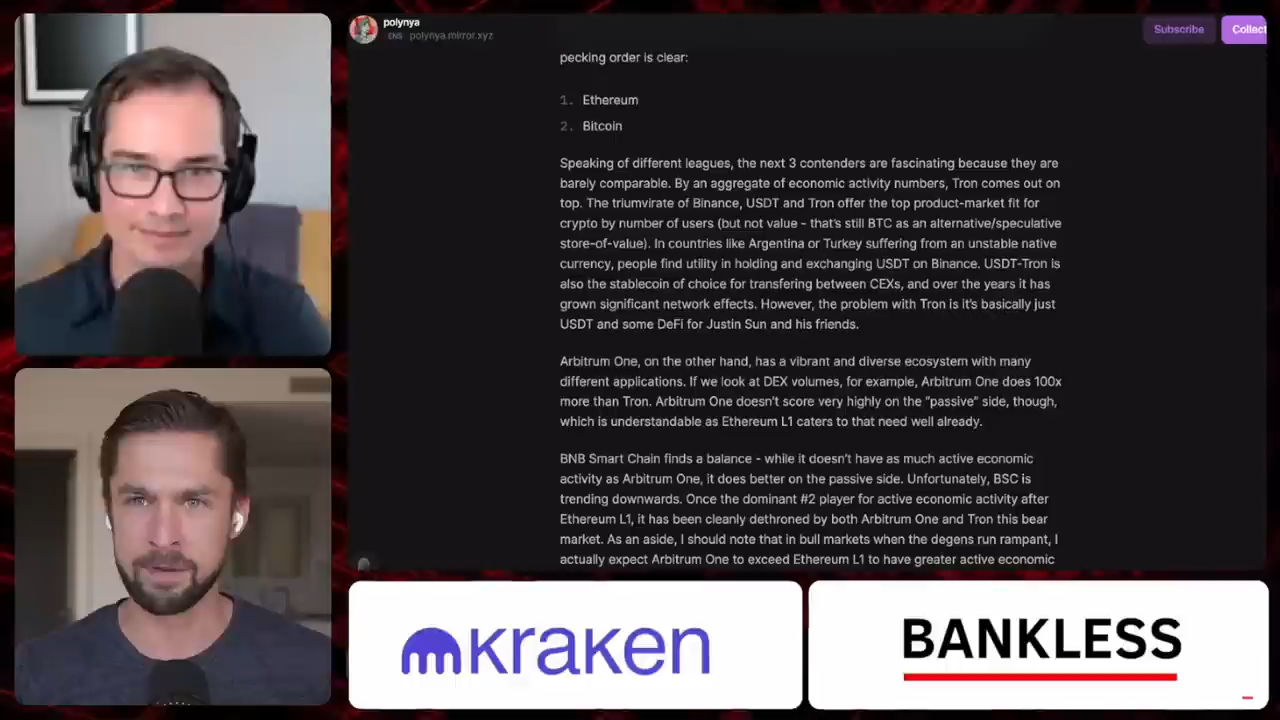 polynya
ENS polynya.mirror.xyz
Subscribe
Collect
pecking order is clear:
1. Ethereum
2. Bitcoin
Speaking of different leagues, the next 3 contenders are fascinating because they are
barely comparable. By an aggregate of economic activity numbers, Tron comes out on
top. The triumvirate of Binance, USDT and Tron offer the top product-market fit for
crypto by number of users (but not value - that's still BTC as an alternative/speculative
store-of-value). In countries like Argentina or Turkey suffering from an unstable native
currency, people find utility in holding and exchanging USDT on Binance. USDT-Tron is
also the stablecoin of choice for transfering between CEXs, and over the years it has
grown significant network effects. However, the problem with Tron is it's basically just
USDT and some DeFi for Justin Sun and his friends.
Arbitrum One, on the other hand, has a vibrant and diverse ecosystem with many
different applications. If we look at DEX volumes, for example, Arbitrum One does 100x
more than Tron. Arbitrum One doesn't score very highly on the "passive" side, though,
which is understandable as Ethereum L1 caters to that need well already.
BNB Smart Chain finds a balance - while it doesn't have as much active economic
activity as Arbitrum One, it does better on the passive side. Unfortunately, BSC is
trending downwards. Once the dominant #2 player for active economic activity after
Ethereum L1, it has been cleanly dethroned by both Arbitrum One and Tron this bear
market. As an aside, I should note that in bull markets when the degens run rampant, I
actually expect Arbitrum One to exceed Ethereum L1 to have greater active economic
kraken
BANKLESS